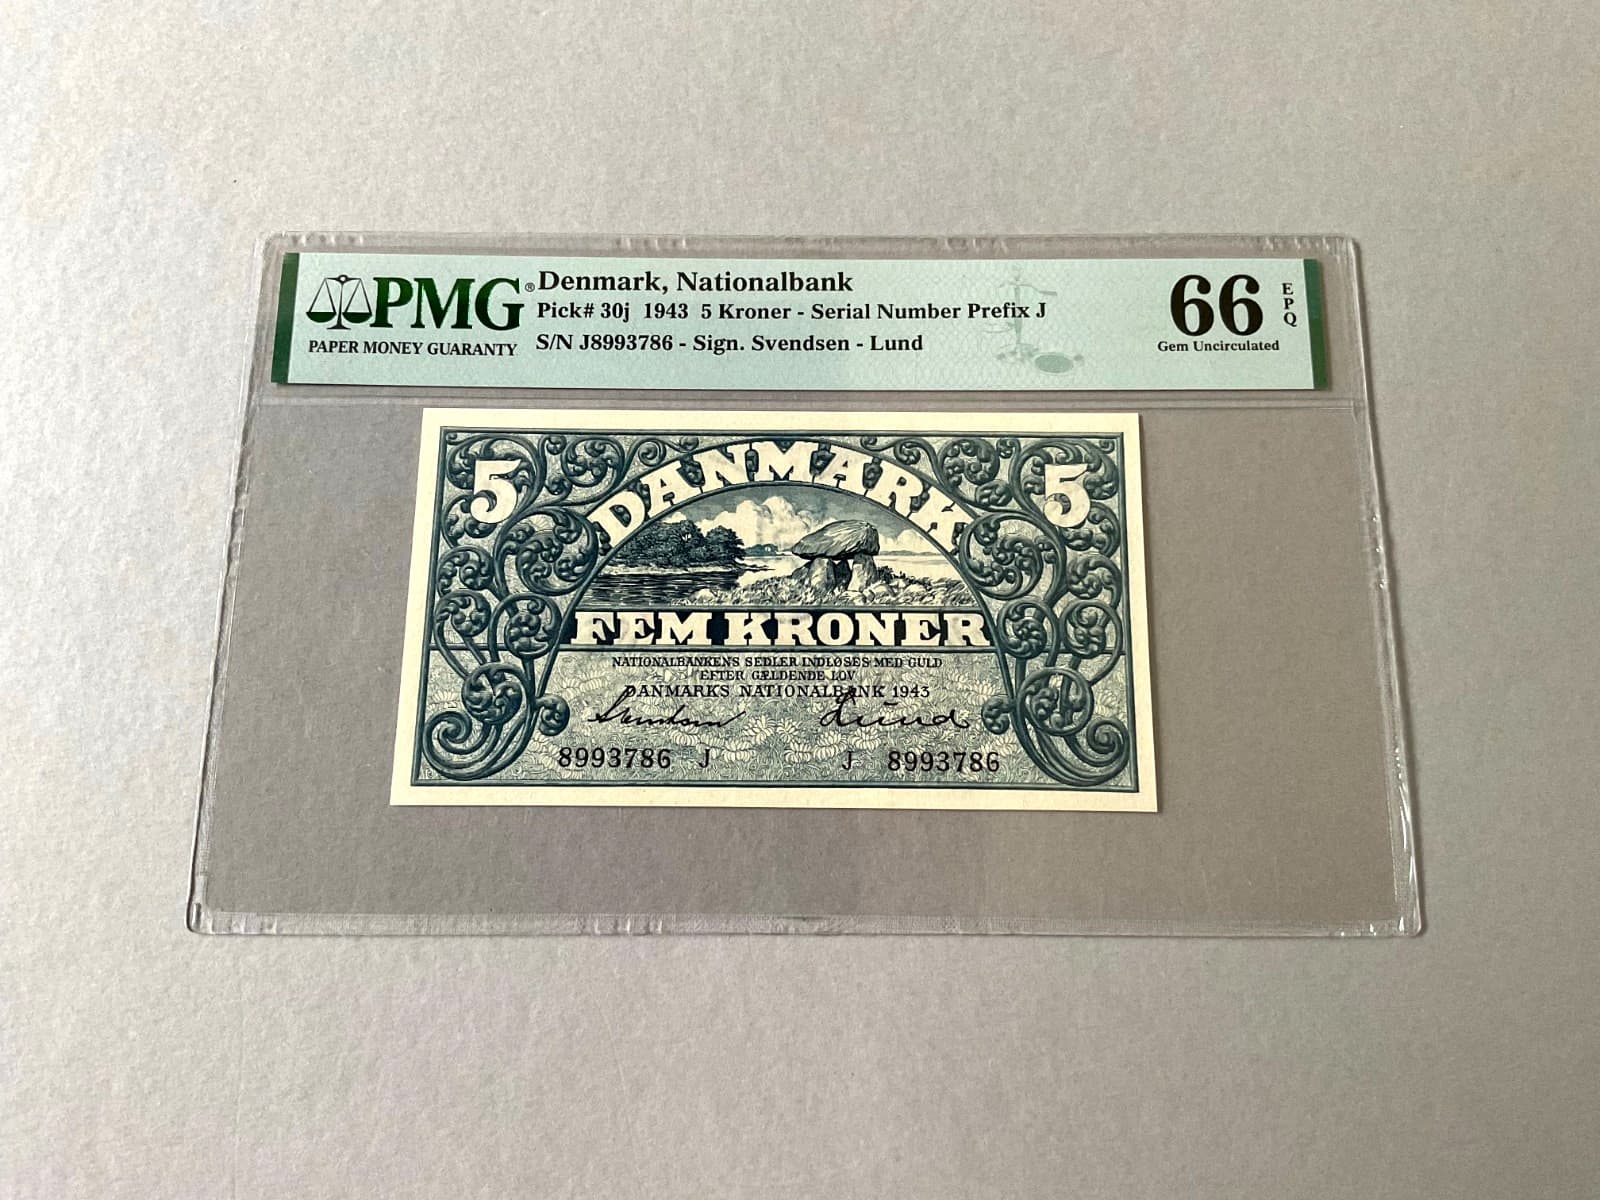 PMG®
PAPER MONEY GUARANTY
Denmark, Nationalbank
Pick# 30j 1943 5 Kroner - Serial Number Prefix J
S/N J8993786 - Sign. Svendsen - Lund
66
EPQ
Gem Uncirculated
5 DANMARK 5
FEM KRONER
NATIONALBANKENS SEDLER INDLØSES MED GULD
EFTER GÆLDENDE LOV
DANMARKS NATIONALBANK 1943
Svendsen Lund
8993786 J J 8993786